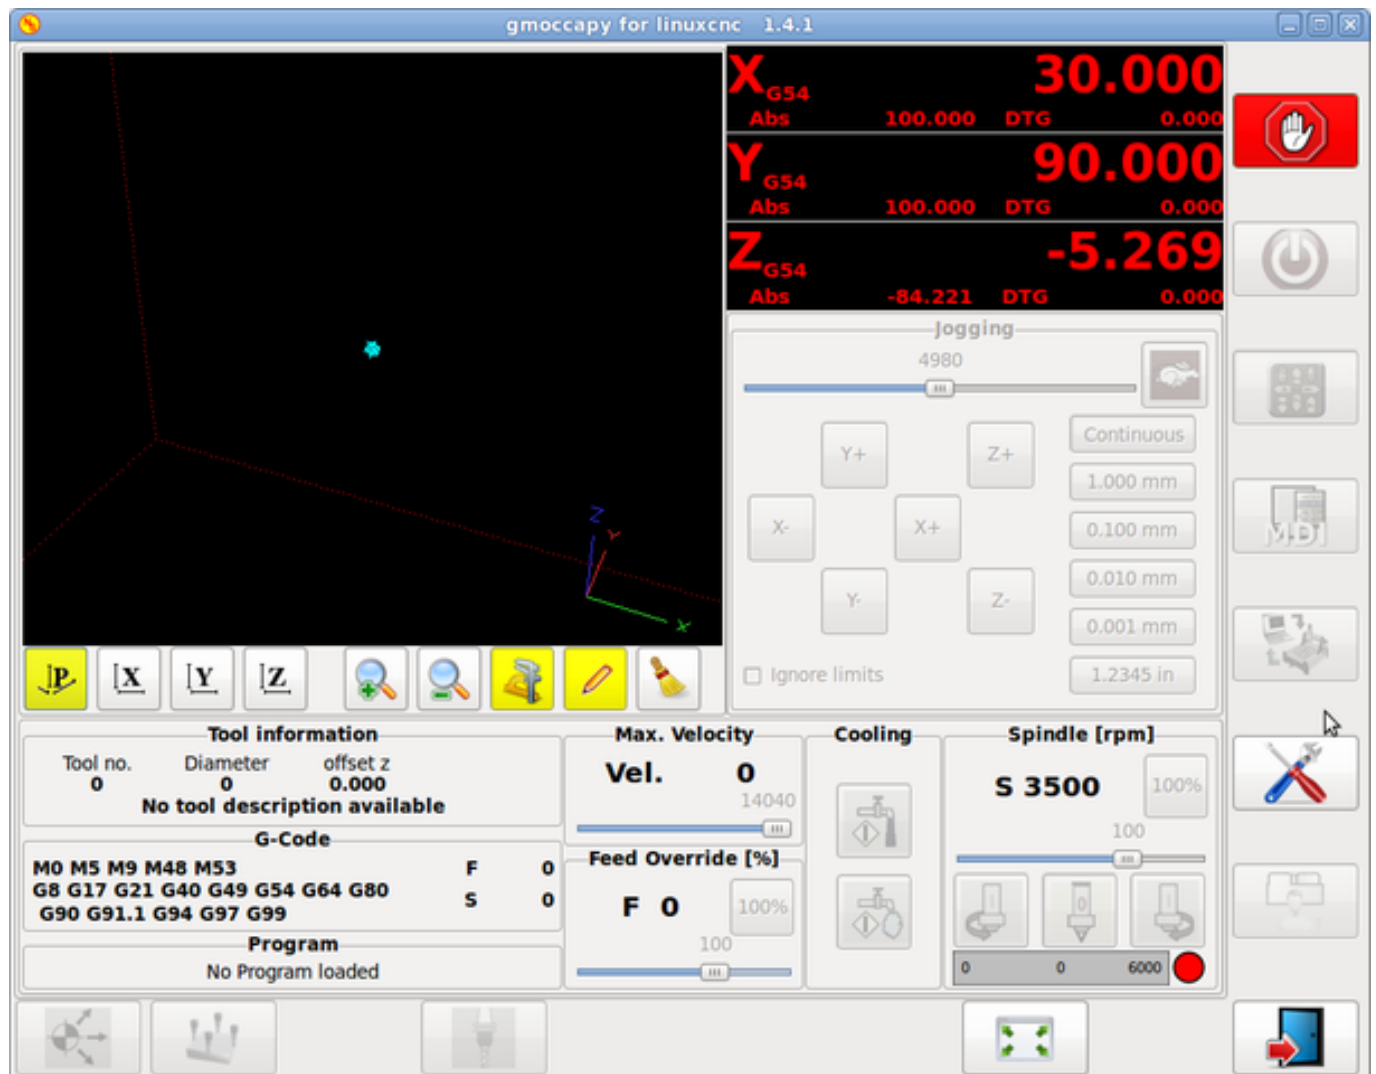 gmoccapy for linuxcnc 1.4.1
X G54 30.000
Abs 100.000 DTG 0.000
Y G54 90.000
Abs 100.000 DTG 0.000
Z G54 -5.269
Abs -84.221 DTG 0.000
Jogging
4980
Y+ Z+
X- X+
Y- Z-
Continuous
1.000 mm
0.100 mm
0.010 mm
0.001 mm
Ignore limits
1.2345 in
MDI
Z
Y
X
P X Y Z
Tool information
Tool no. Diameter offset z
0 0 0.000
No tool description available
G-Code
M0 M5 M9 M48 M53 F 0
G8 G17 G21 G40 G49 G54 G64 G80 S 0
G90 G91.1 G94 G97 G99
Program
No Program loaded
Max. Velocity
Vel. 0
14040
Feed Override [%]
F 0 100%
100
Cooling
Spindle [rpm]
S 3500 100%
100
1 0 1
0 0 6000